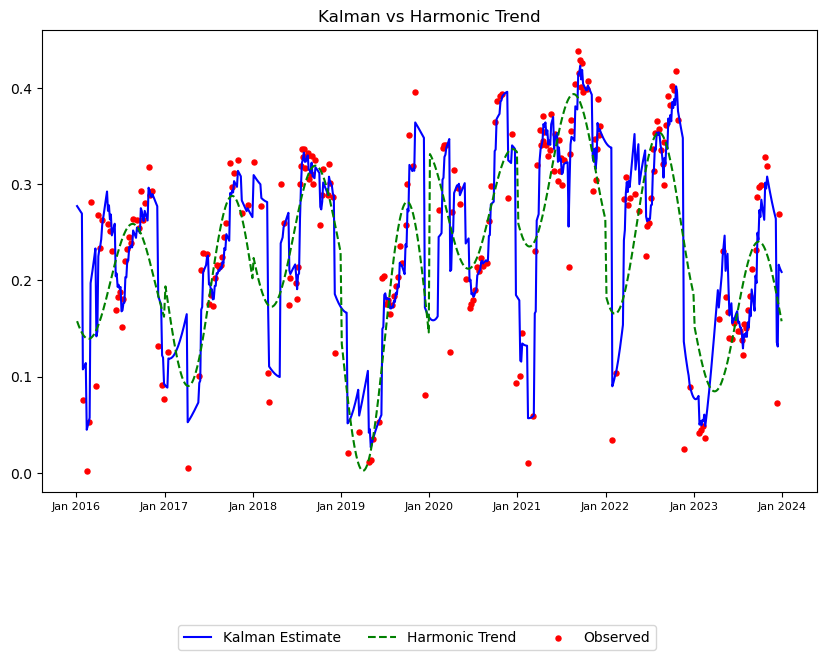 Kalman vs Harmonic Trend
0.4
0.3
0.2
0.1
0.0
Jan 2016 Jan 2017 Jan 2018 Jan 2019 Jan 2020 Jan 2021 Jan 2022 Jan 2023 Jan 2024
Kalman Estimate Harmonic Trend Observed